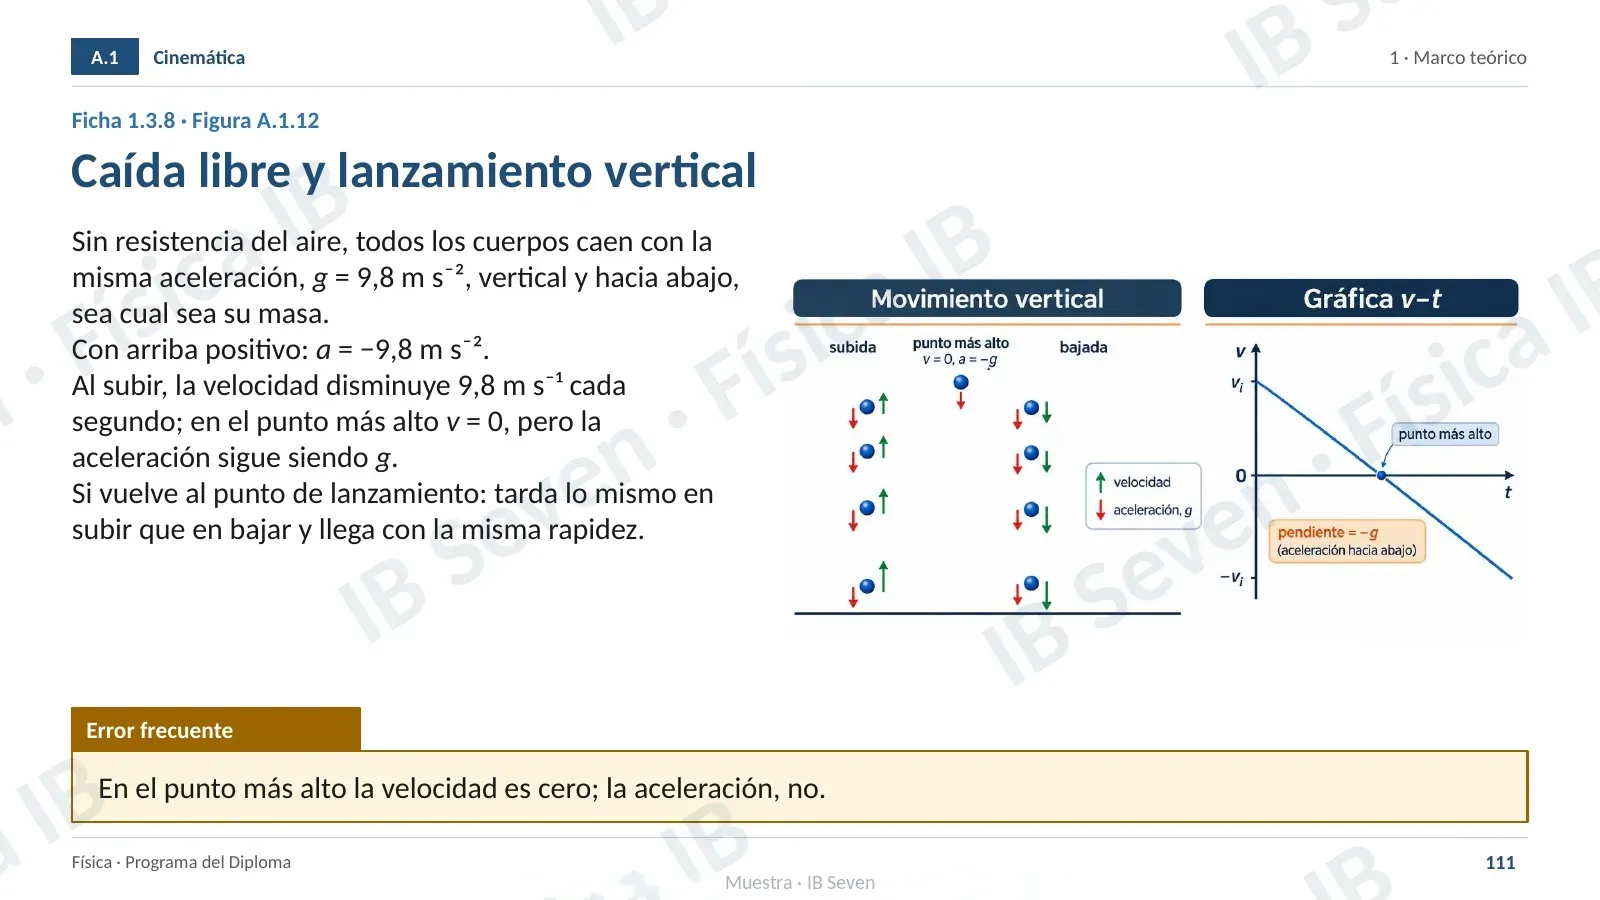 A.1 Cinemática
1 · Marco teórico
Ficha 1.3.8 · Figura A.1.12
Caída libre y lanzamiento vertical
Sin resistencia del aire, todos los cuerpos caen con la
misma aceleración, g = 9,8 m s⁻², vertical y hacia abajo,
sea cual sea su masa.
Con arriba positivo: a = −9,8 m s⁻².
Al subir, la velocidad disminuye 9,8 m s⁻¹ cada
segundo; en el punto más alto v = 0, pero la
aceleración sigue siendo g.
Si vuelve al punto de lanzamiento: tarda lo mismo en
subir que en bajar y llega con la misma rapidez.
Movimiento vertical
subida
punto más alto
v = 0, a = −g
bajada
velocidad
aceleración, g
Gráfica v–t
v
vᵢ
punto más alto
0
t
pendiente = −g
(aceleración hacia abajo)
−vᵢ
Error frecuente
En el punto más alto la velocidad es cero; la aceleración, no.
Física · Programa del Diploma
111
Muestra · IB Seven
IB Seven · Física IB